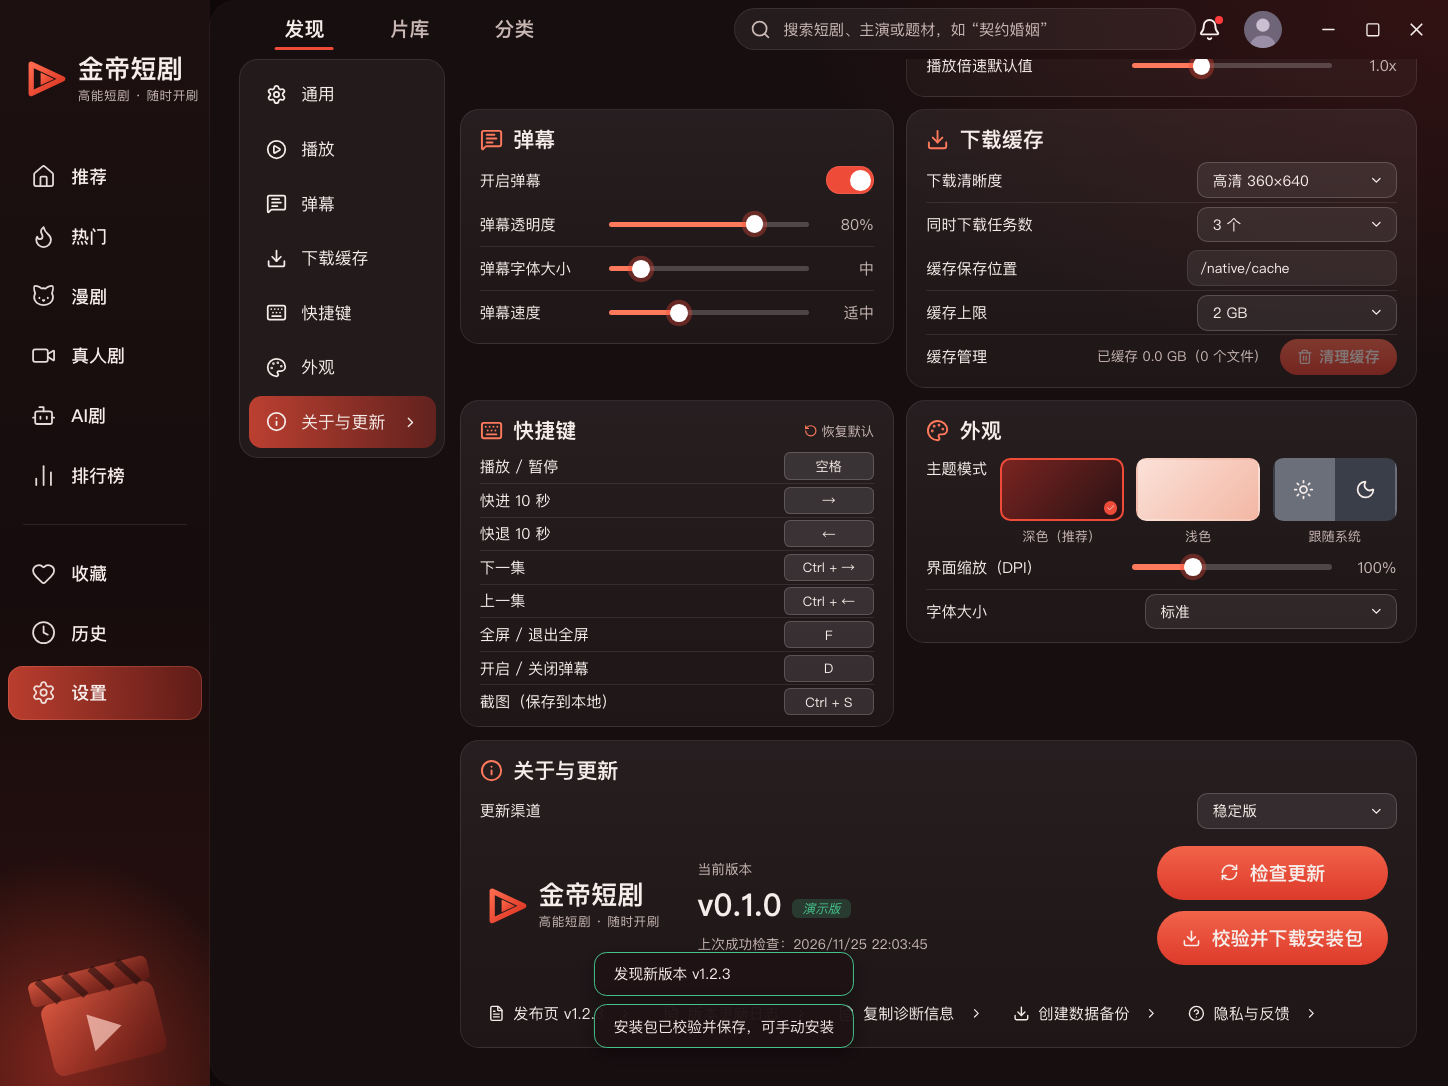 金帝短剧
高能短剧 · 随时开刷
推荐
热门
漫剧
真人剧
AI剧
排行榜
收藏
历史
设置
发现
片库
分类
搜索短剧、主演或题材，如 “契约婚姻”
通用
播放
弹幕
下载缓存
快捷键
外观
关于与更新
播放倍速默认值
1.0x
弹幕
开启弹幕
弹幕透明度
80%
弹幕字体大小
中
弹幕速度
适中
下载缓存
下载清晰度
高清 360×640
同时下载任务数
3 个
缓存保存位置
/native/cache
缓存上限
2 GB
缓存管理
已缓存 0.0 GB（0 个文件）
清理缓存
快捷键
恢复默认
播放 / 暂停
空格
快进 10 秒
→
快退 10 秒
←
下一集
Ctrl + →
上一集
Ctrl + ←
全屏 / 退出全屏
F
开启 / 关闭弹幕
D
截图（保存到本地）
Ctrl + S
外观
主题模式
深色（推荐）
浅色
跟随系统
界面缩放（DPI）
100%
字体大小
标准
关于与更新
更新渠道
稳定版
金帝短剧
高能短剧 · 随时开刷
当前版本
v0.1.0
演示版
上次成功检查：2026/11/25 22:03:45
检查更新
校验并下载安装包
发现新版本 v1.2.3
安装包已校验并保存，可手动安装
发布页 v1.2.
复制诊断信息
创建数据备份
隐私与反馈